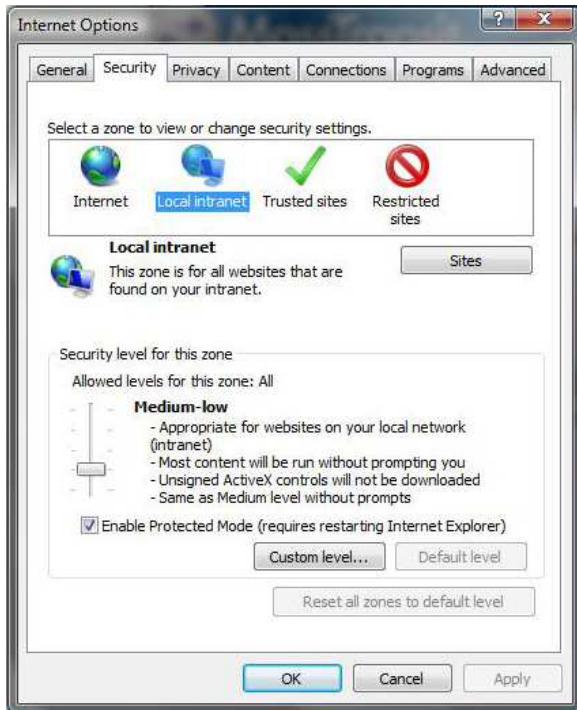 Internet Options
General Security Privacy Content Connections Programs Advanced
Select a zone to view or change security settings.
Internet Local intranet Trusted sites Restricted
sites
Local intranet
This zone is for all websites that are
found on your intranet.
Sites
Security level for this zone
Allowed levels for this zone: All
Medium-low
- Appropriate for websites on your local network
(intranet)
- Most content will be run without prompting you
- Unsigned ActiveX controls will not be downloaded
- Same as Medium level without prompts
Enable Protected Mode (requires restarting Internet Explorer)
Custom level... Default level
Reset all zones to default level
OK Cancel Apply